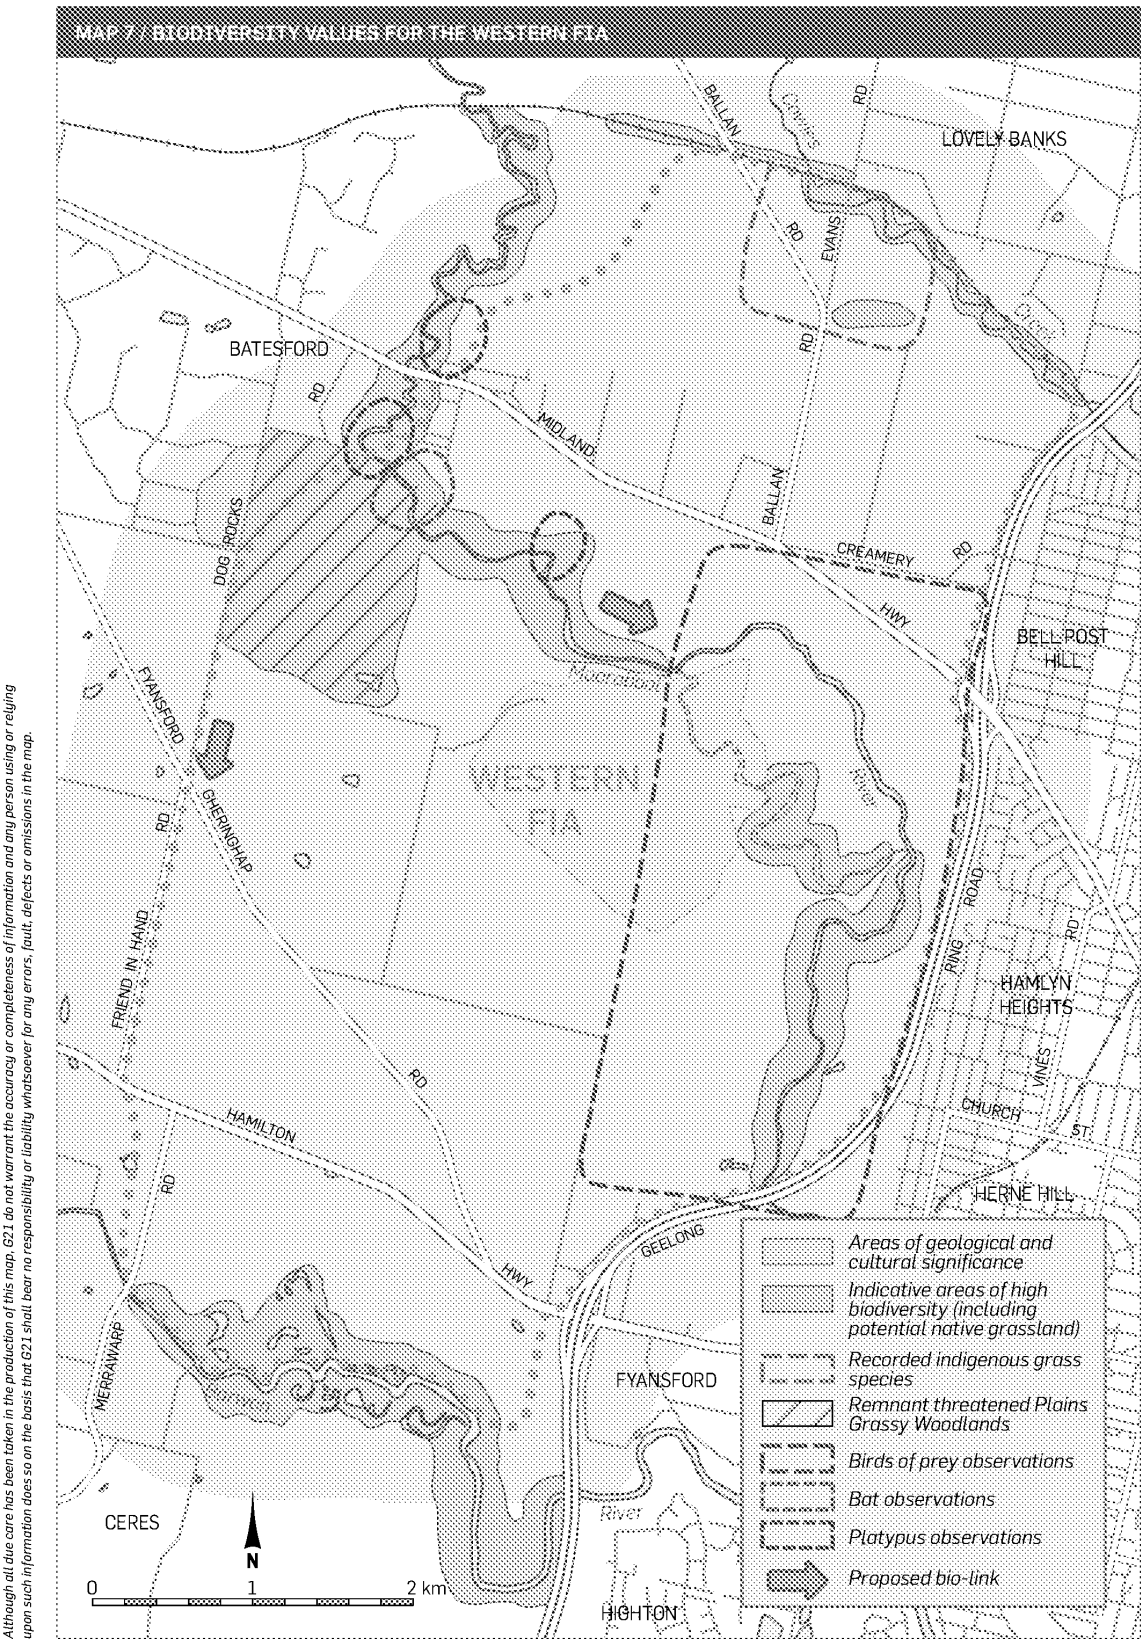 MAP 7 / BIODIVERSITY VALUES FOR THE WESTERN FIA
BALLAN
RD
Cowies
LOVELY BANKS
RD
EVANS
Creek
BATESFORD
RD
RD
MIDLAND
DOG ROCKS
BALLAN
CREAMERY
RD
HWY
BELL POST
HILL
Moorabool
FYANSFORD
WESTERN
FIA
River
GHERINGHAP
RD
ROAD
RING
RD
FRIEND IN HAND
HAMLYN
HEIGHTS
VINES
RD
HAMILTON
CHURCH
ST.
RD
HERNE HILL
GEELONG
HWY
MERRAWARP
FYANSFORD
River
CERES
N
0 1 2 km
HIGHTON
Areas of geological and
cultural significance
Indicative areas of high
biodiversity (including
potential native grassland)
Recorded indigenous grass
species
Remnant threatened Plains
Grassy Woodlands
Birds of prey observations
Bat observations
Platypus observations
Proposed bio-link
Although all due care has been taken in the production of this map, G21 do not warrant the accuracy or completeness of information and any person using or relying
upon such information does so on the basis that G21 shall bear no responsibility or liability whatsoever for any errors, fault, defects or omissions in the map.